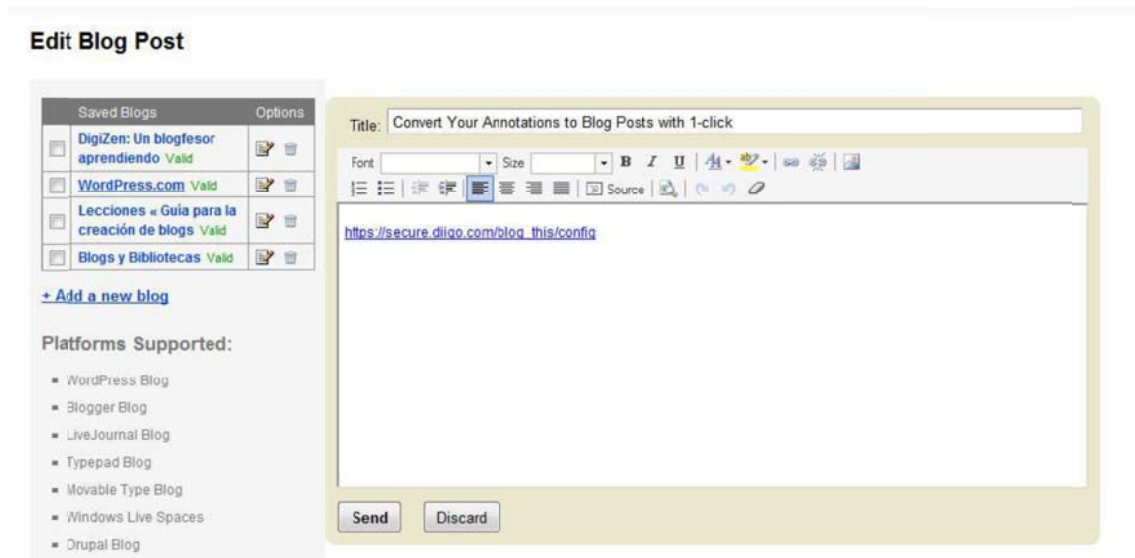 Edit Blog Post
Saved Blogs Options
DigiZen: Un blogfesor
aprendiendo Valid
WordPress.com Valid
Lecciones « Guía para la
creación de blogs Valid
Blogs y Bibliotecas Valid
+ Add a new blog
Platforms Supported:
WordPress Blog
Blogger Blog
LiveJournal Blog
Typepad Blog
Movable Type Blog
Windows Live Spaces
Drupal Blog
Title: Convert Your Annotations to Blog Posts with 1-click
Font Size B I U
Source
https://secure.diigo.com/blog_this/config
Send Discard